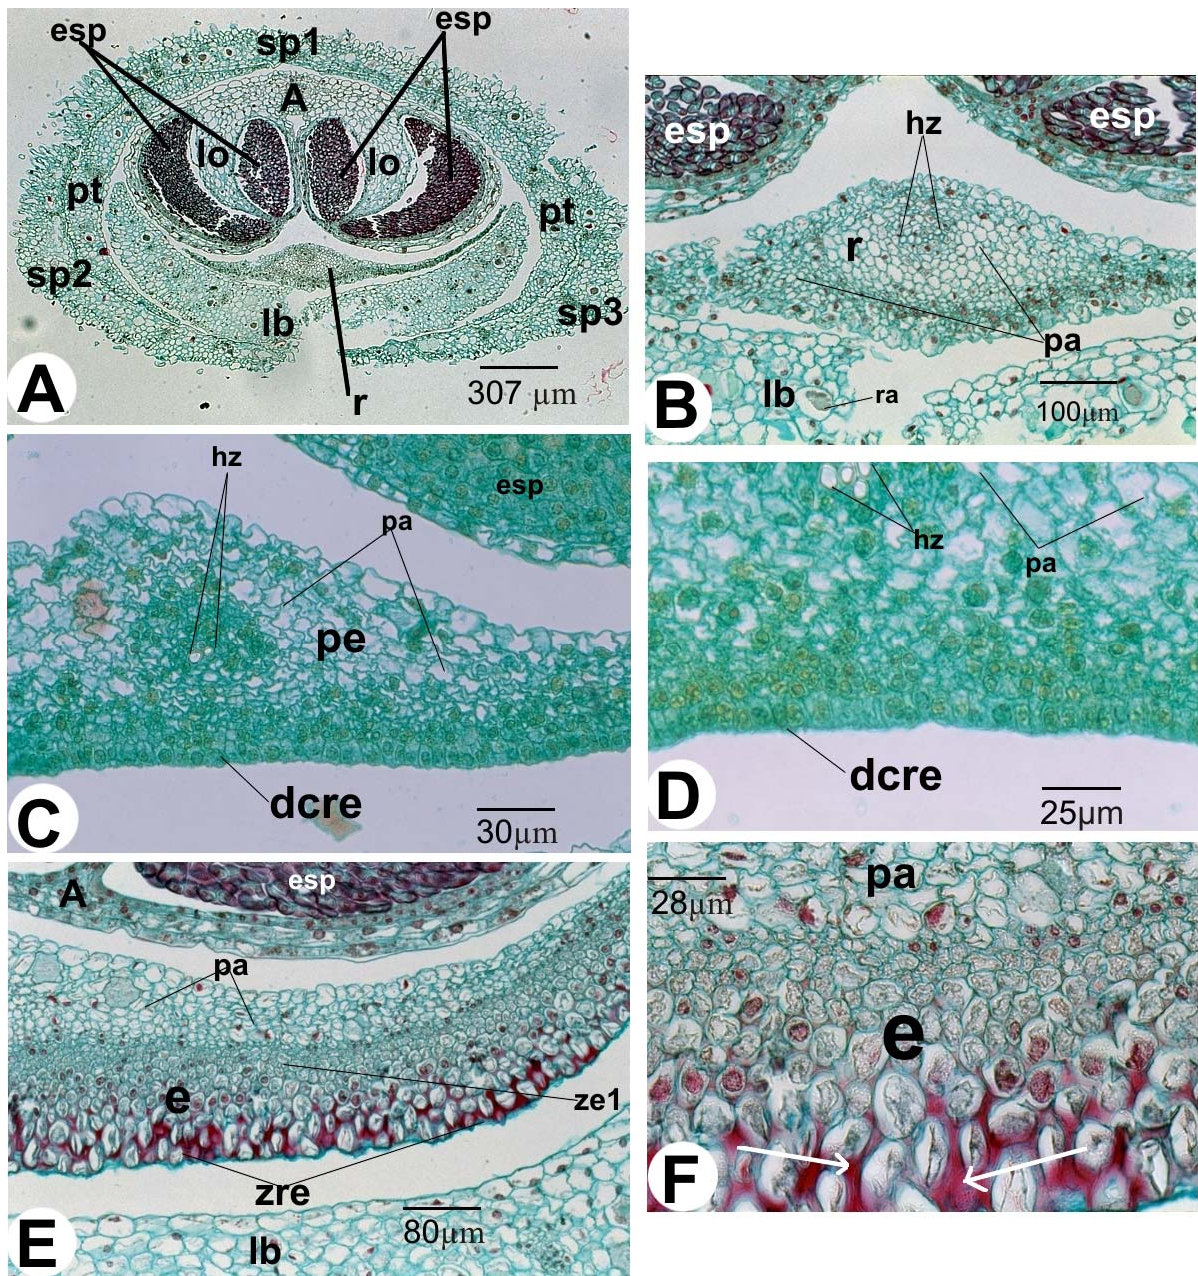 esp
esp
sp1
A
lo
lo
pt
pt
sp2
sp3
lb
r
A
307 µm
esp
hz
esp
r
pa
lb
ra
B
100µm
hz
esp
pa
pe
dcre
C
30µm
hz
pa
dcre
D
25µm
A
esp
pa
e
ze1
zre
E
80µm
lb
pa
28µm
e
F